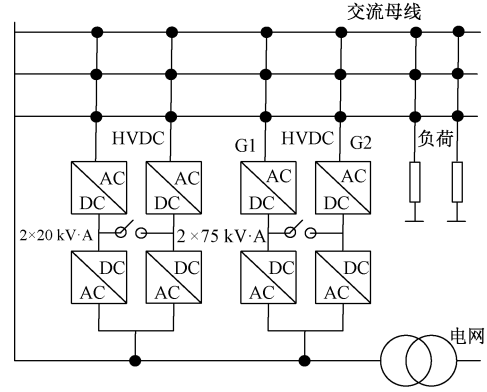 交流母线
HVDC
G1
HVDC
G2
负荷
AC
DC
AC
DC
AC
DC
AC
DC
2×20 kV·A
2×75 kV·A
DC
AC
DC
AC
DC
AC
DC
AC
电网